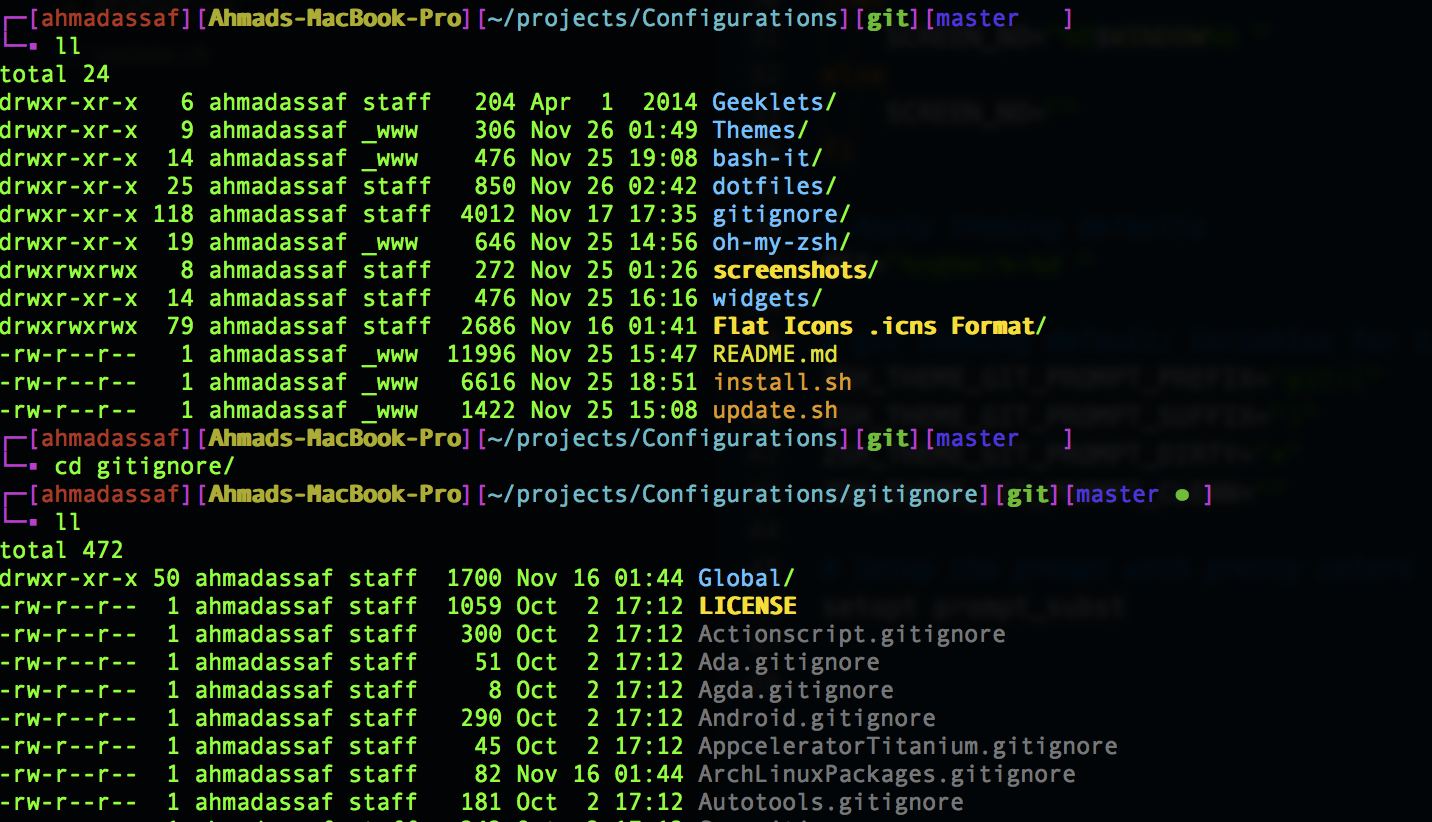 [ahmadassaf][Ahmads-MacBook-Pro][~/projects/Configurations][git][master ]
ll
total 24
drwxr-xr-x 6 ahmadassaf staff 204 Apr 1 2014 Geeklets/
drwxr-xr-x 9 ahmadassaf _www 306 Nov 26 01:49 Themes/
drwxr-xr-x 14 ahmadassaf _www 476 Nov 25 19:08 bash-it/
drwxr-xr-x 25 ahmadassaf staff 850 Nov 26 02:42 dotfiles/
drwxr-xr-x 118 ahmadassaf staff 4012 Nov 17 17:35 gitignore/
drwxr-xr-x 19 ahmadassaf _www 646 Nov 25 14:56 oh-my-zsh/
drwxrwxrwx 8 ahmadassaf staff 272 Nov 25 01:26 screenshots/
drwxr-xr-x 14 ahmadassaf staff 476 Nov 25 16:16 widgets/
drwxrwxrwx 79 ahmadassaf staff 2686 Nov 16 01:41 Flat Icons .icns Format/
-rw-r--r-- 1 ahmadassaf _www 11996 Nov 25 15:47 README.md
-rw-r--r-- 1 ahmadassaf _www 6616 Nov 25 18:51 install.sh
-rw-r--r-- 1 ahmadassaf _www 1422 Nov 25 15:08 update.sh
[ahmadassaf][Ahmads-MacBook-Pro][~/projects/Configurations][git][master ]
cd gitignore/
[ahmadassaf][Ahmads-MacBook-Pro][~/projects/Configurations/gitignore][git][master ● ]
ll
total 472
drwxr-xr-x 50 ahmadassaf staff 1700 Nov 16 01:44 Global/
-rw-r--r-- 1 ahmadassaf staff 1059 Oct 2 17:12 LICENSE
-rw-r--r-- 1 ahmadassaf staff 300 Oct 2 17:12 Actionscript.gitignore
-rw-r--r-- 1 ahmadassaf staff 51 Oct 2 17:12 Ada.gitignore
-rw-r--r-- 1 ahmadassaf staff 8 Oct 2 17:12 Agda.gitignore
-rw-r--r-- 1 ahmadassaf staff 290 Oct 2 17:12 Android.gitignore
-rw-r--r-- 1 ahmadassaf staff 45 Oct 2 17:12 AppceleratorTitanium.gitignore
-rw-r--r-- 1 ahmadassaf staff 82 Nov 16 01:44 ArchLinuxPackages.gitignore
-rw-r--r-- 1 ahmadassaf staff 181 Oct 2 17:12 Autotools.gitignore